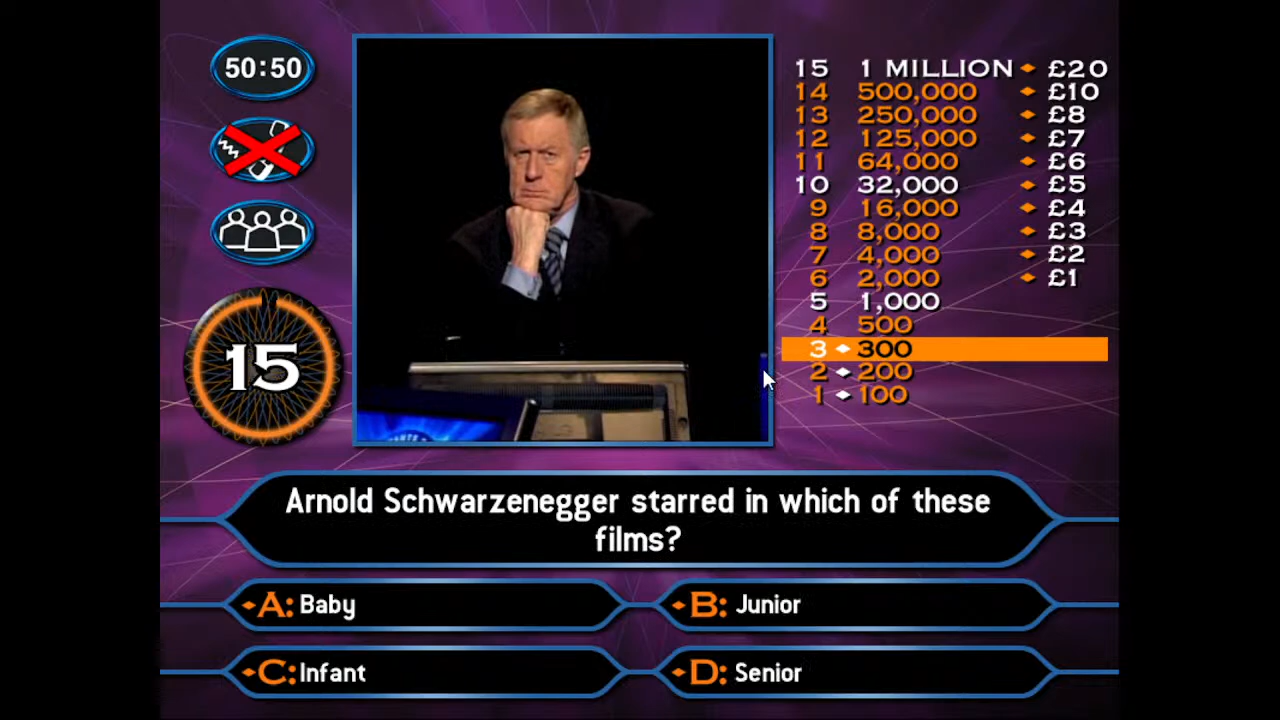 50:50
15
15 1 MILLION £20
14 500,000 £10
13 250,000 £8
12 125,000 £7
11 64,000 £6
10 32,000 £5
9 16,000 £4
8 8,000 £3
7 4,000 £2
6 2,000 £1
5 1,000
4 500
3 300
2 200
1 100
Arnold Schwarzenegger starred in which of these
films?
A: Baby
B: Junior
C: Infant
D: Senior